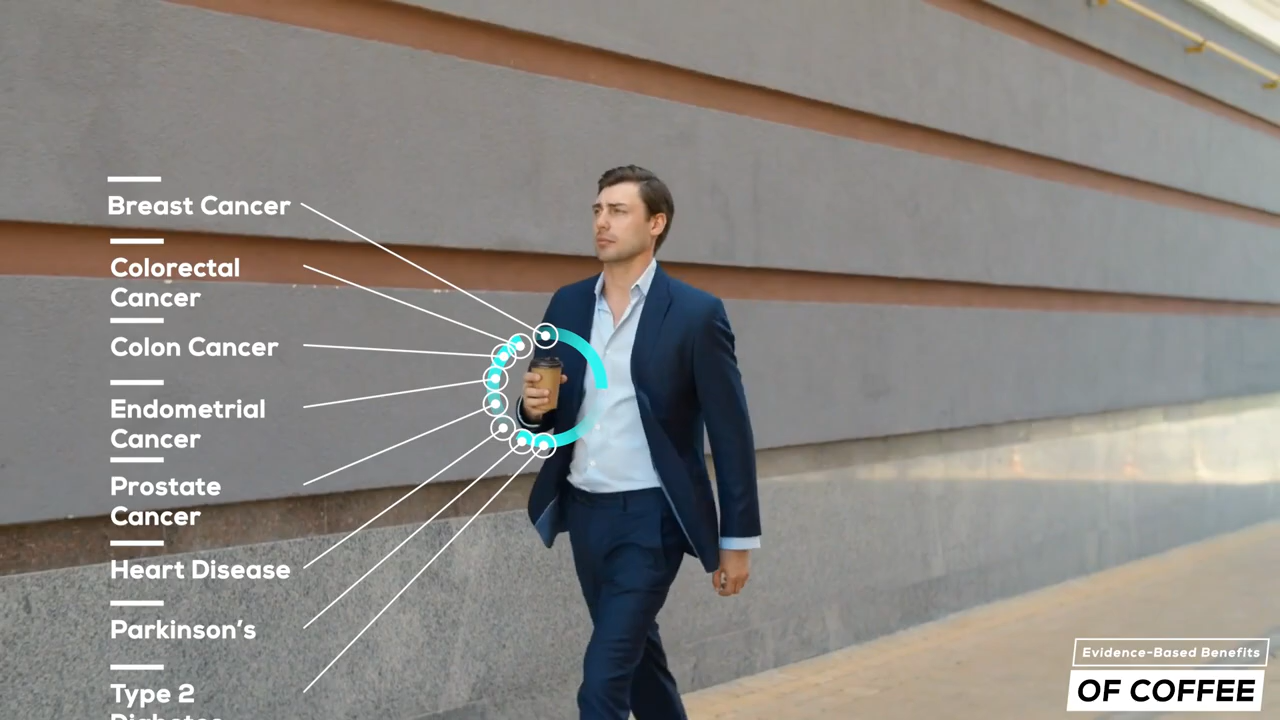 Breast Cancer
Colorectal
Cancer
Colon Cancer
Endometrial
Cancer
Prostate
Cancer
Heart Disease
Parkinson's
Type 2
Diabetes
Evidence-Based Benefits
OF COFFEE